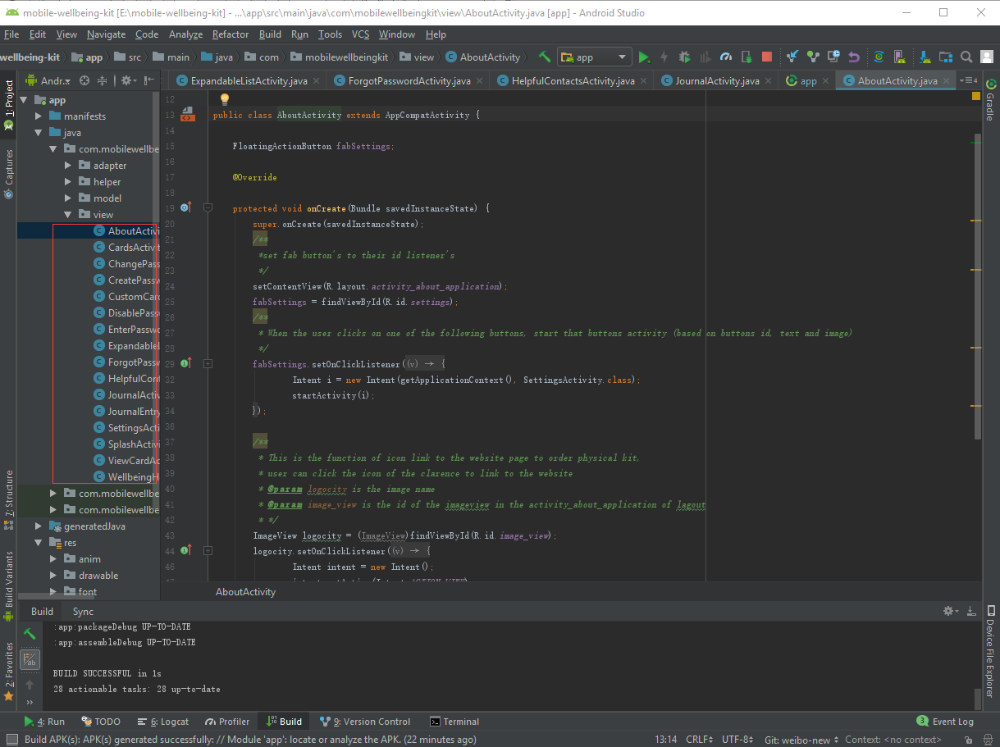 mobile-wellbeing-kit [E:\mobile-wellbeing-kit] - ...\app\src\main\java\com\mobilewellbeingkit\view\AboutActivity.java [app] - Android Studio
File Edit View Navigate Code Analyze Refactor Build Run Tools VCS Window Help
wellbeing-kit app src main java com mobilewellbeingkit view AboutActivity app
Andr..
ExpandableListActivity.java ForgotPasswordActivity.java HelpfulContactsActivity.java JournalActivity.java app AboutActivity.java 4
1: Project
Captures
7: Structure
Build Variants
2: Favorites
app
manifests
java
com.mobilewellbe
adapter
helper
model
view
AboutActivi
CardsActivit
ChangePass
CreatePassw
CustomCard
DisablePass
EnterPasswo
ExpandableL
ForgotPassw
HelpfulCont
JournalActiv
JournalEntry
SettingsActi
SplashActivi
ViewCardAc
WellbeingH
com.mobilewellbe
com.mobilewellbe
generatedJava
res
anim
drawable
font
12
13 public class AboutActivity extends AppCompatActivity {
14
15 FloatingActionButton fabSettings;
16
17 @Override
18
19 protected void onCreate(Bundle savedInstanceState) {
20 super.onCreate(savedInstanceState);
21 /**
22 *set fab button's to their id listener's
23 */
24 setContentView(R.layout.activity_about_application);
25 fabSettings = findViewById(R.id.settings);
26 /**
27 * When the user clicks on one of the following buttons, start that buttons activity (based on buttons id, text and image)
28 */
29 fabSettings.setOnClickListener((v) → {
32 Intent i = new Intent(getApplicationContext(), SettingsActivity.class);
33 startActivity(i);
34 });
36
37 /**
38 * This is the function of icon link to the website page to order physical kit,
39 * user can click the icon of the clarence to link to the website
40 * @param logocity is the image name
41 * @param image_view is the id of the imageview in the activity_about_application of lagout
42 * */
43 ImageView logocity = (ImageView)findViewById(R.id.image_view);
44 logocity.setOnClickListener((v) → {
46 Intent intent = new Intent();
AboutActivity
Gradle
Device File Explorer
Build Sync
:app:packageDebug UP-TO-DATE
:app:assembleDebug UP-TO-DATE
BUILD SUCCESSFUL in 1s
28 actionable tasks: 28 up-to-date
4: Run TODO 6: Logcat Profiler Build 9: Version Control Terminal 3 Event Log
Build APK(s): APK(s) generated successfully: // Module 'app': locate or analyze the APK. (22 minutes ago) 13:14 CRLF UTF-8 Git: weibo-new Context: <no context>